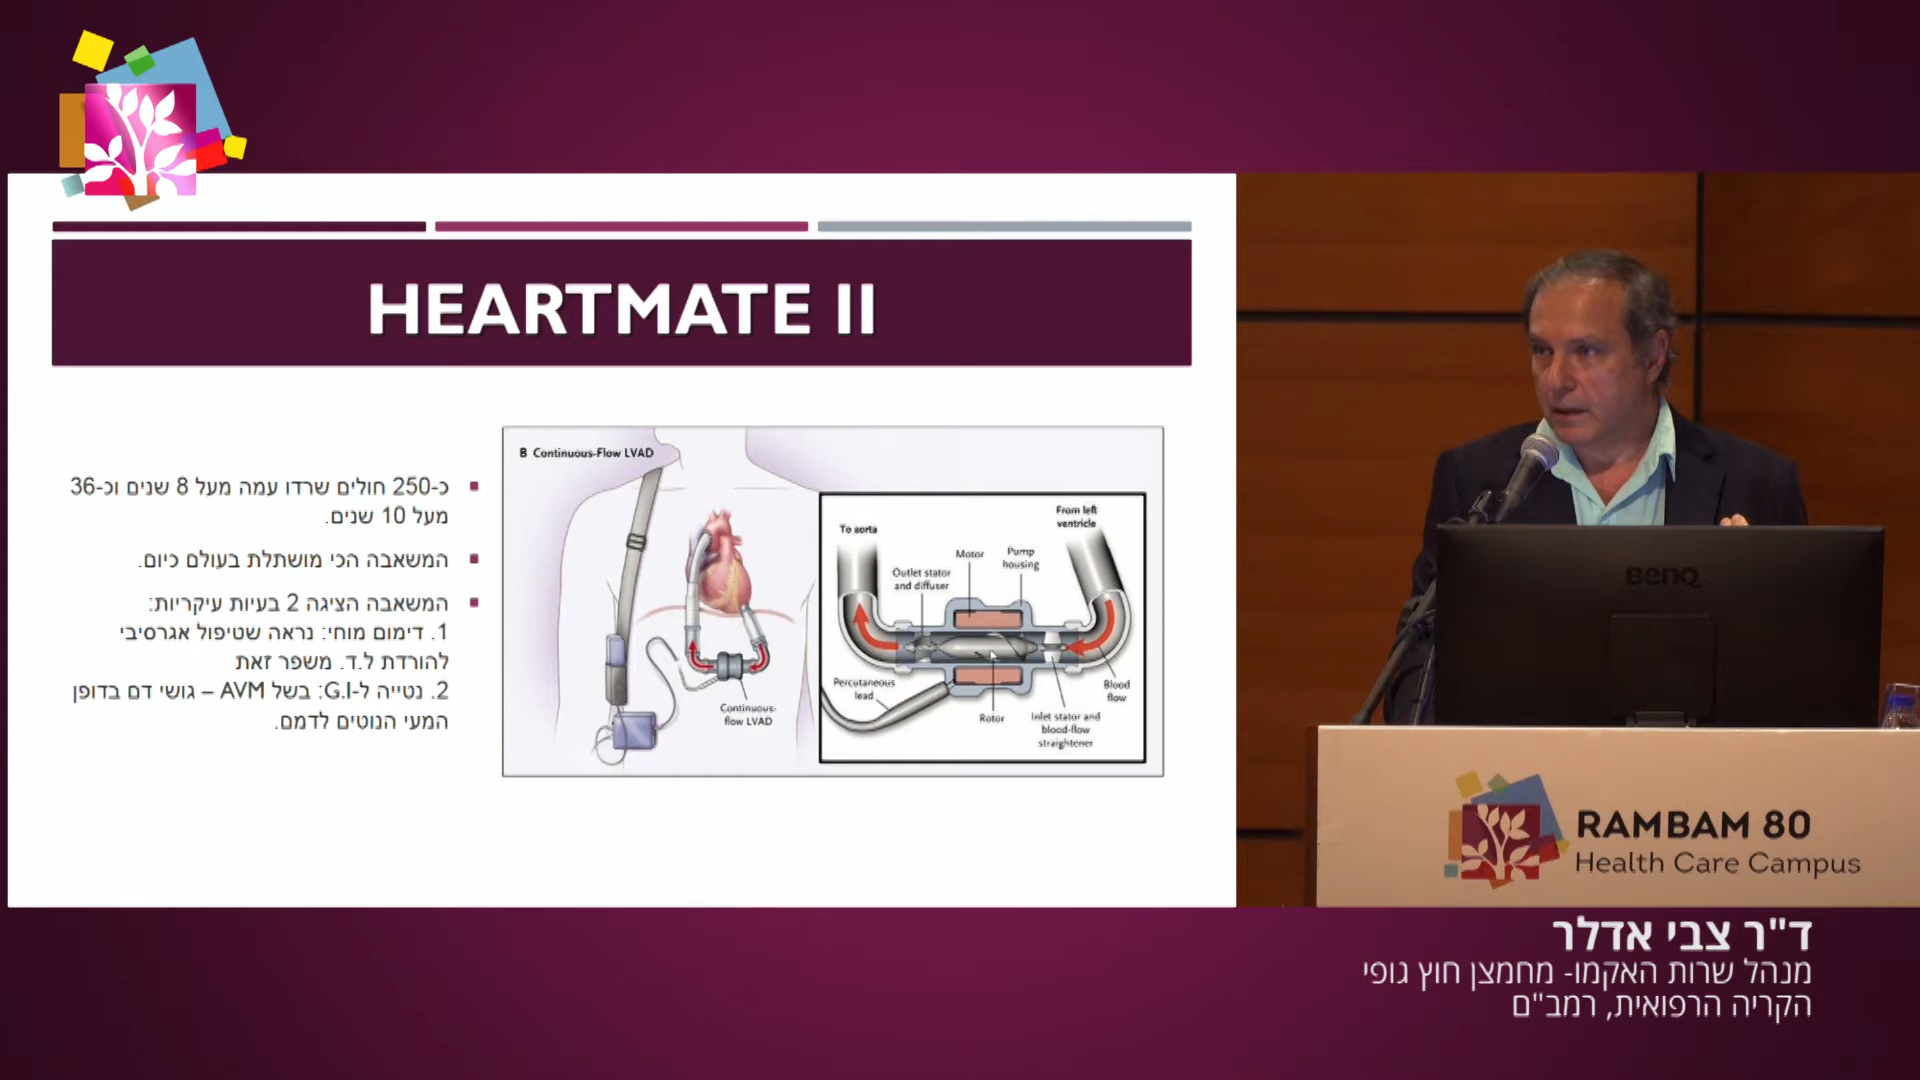 HEARTMATE II
כ-250 חולים שרדו עמה מעל 8 שנים וכ-36
מעל 10 שנים.
המשאבה הכי מושתלת בעולם כיום.
המשאבה הציגה 2 בעיות עיקריות:
1. דימום מוחי: נראה שטיפול אגרסיבי
להורדת ל.ד. משפר זאת
2. נטייה ל-G.I: בשל AVM – גושי דם בדופן
המעי הנוטים לדמם.
B Continuous-Flow LVAD
Continuous-
flow LVAD
To aorta
From left
ventricle
Motor
Pump
housing
Outlet stator
and diffuser
Percutaneous
lead
Rotor
Inlet stator and
blood-flow
straightener
Blood
flow
BenQ
RAMBAM 80
Health Care Campus
ד"ר צבי אדלר
מנהל שרות האקמו- מחמצן חוץ גופי
הקריה הרפואית, רמב"ם